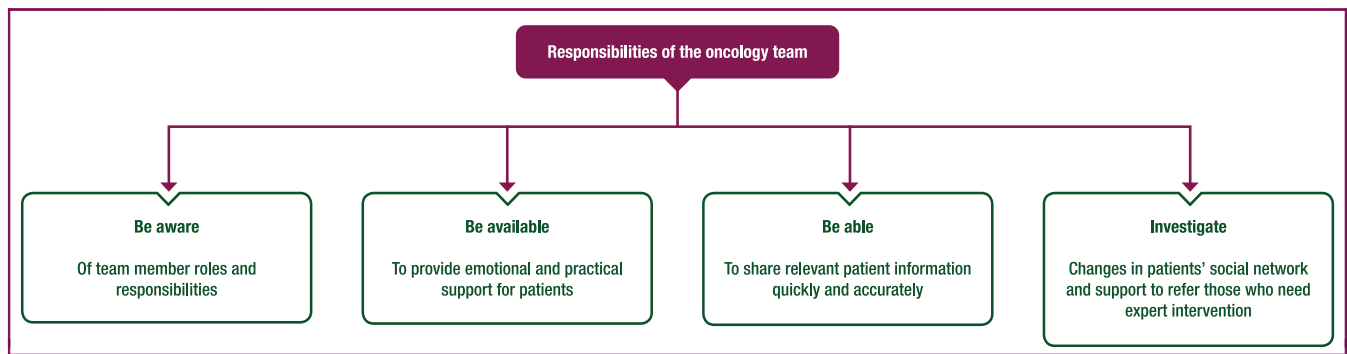 Responsibilities of the oncology team
Be aware
Of team member roles and
responsibilities
Be available
To provide emotional and practical
support for patients
Be able
To share relevant patient information
quickly and accurately
Investigate
Changes in patients’ social network
and support to refer those who need
expert intervention